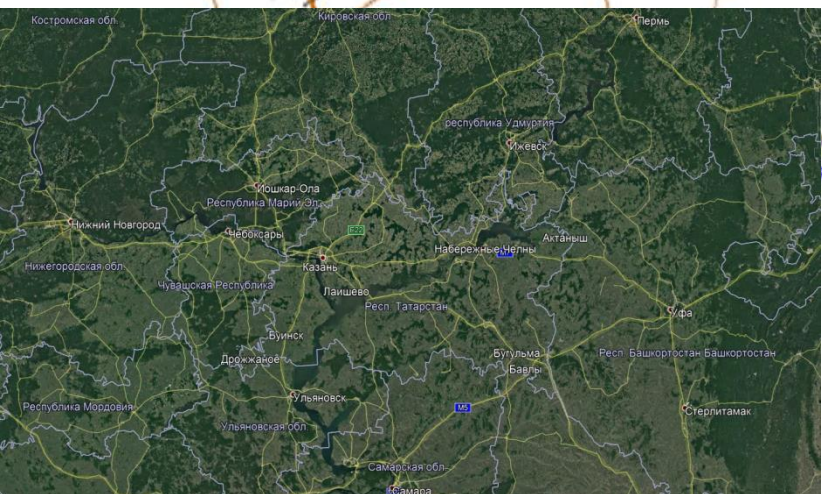 Костромская обл.
Кировская обл
Пермь
республика Удмуртия
Ижевск
Йошкар-Ола
Республика Марий Эл
Нижний Новгород
Чебоксары
Набережные Челны
Актаныш
M7
Казань
Нижегородская обл.
Чувашская Республика
Лаишево
Респ. Татарстан
Уфа
Буинск
Дрожжаное
Бугульма
Бавлы
Респ. Башкортостан Башкортостан
Ульяновск
Республика Мордовия
M5
Стерлитамак
Ульяновская обл
Самарская обл.
Самара